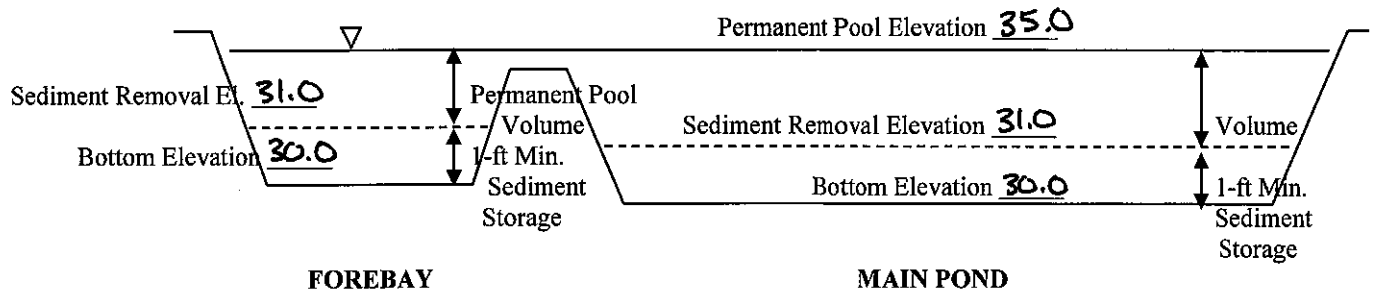 Permanent Pool Elevation 35.0
Sediment Removal El. 31.0
Permanent Pool
Volume
Sediment Removal Elevation 31.0
Volume
Bottom Elevation 30.0
1-ft Min.
Sediment
Storage
Bottom Elevation 30.0
1-ft Min.
Sediment
Storage
FOREBAY
MAIN POND